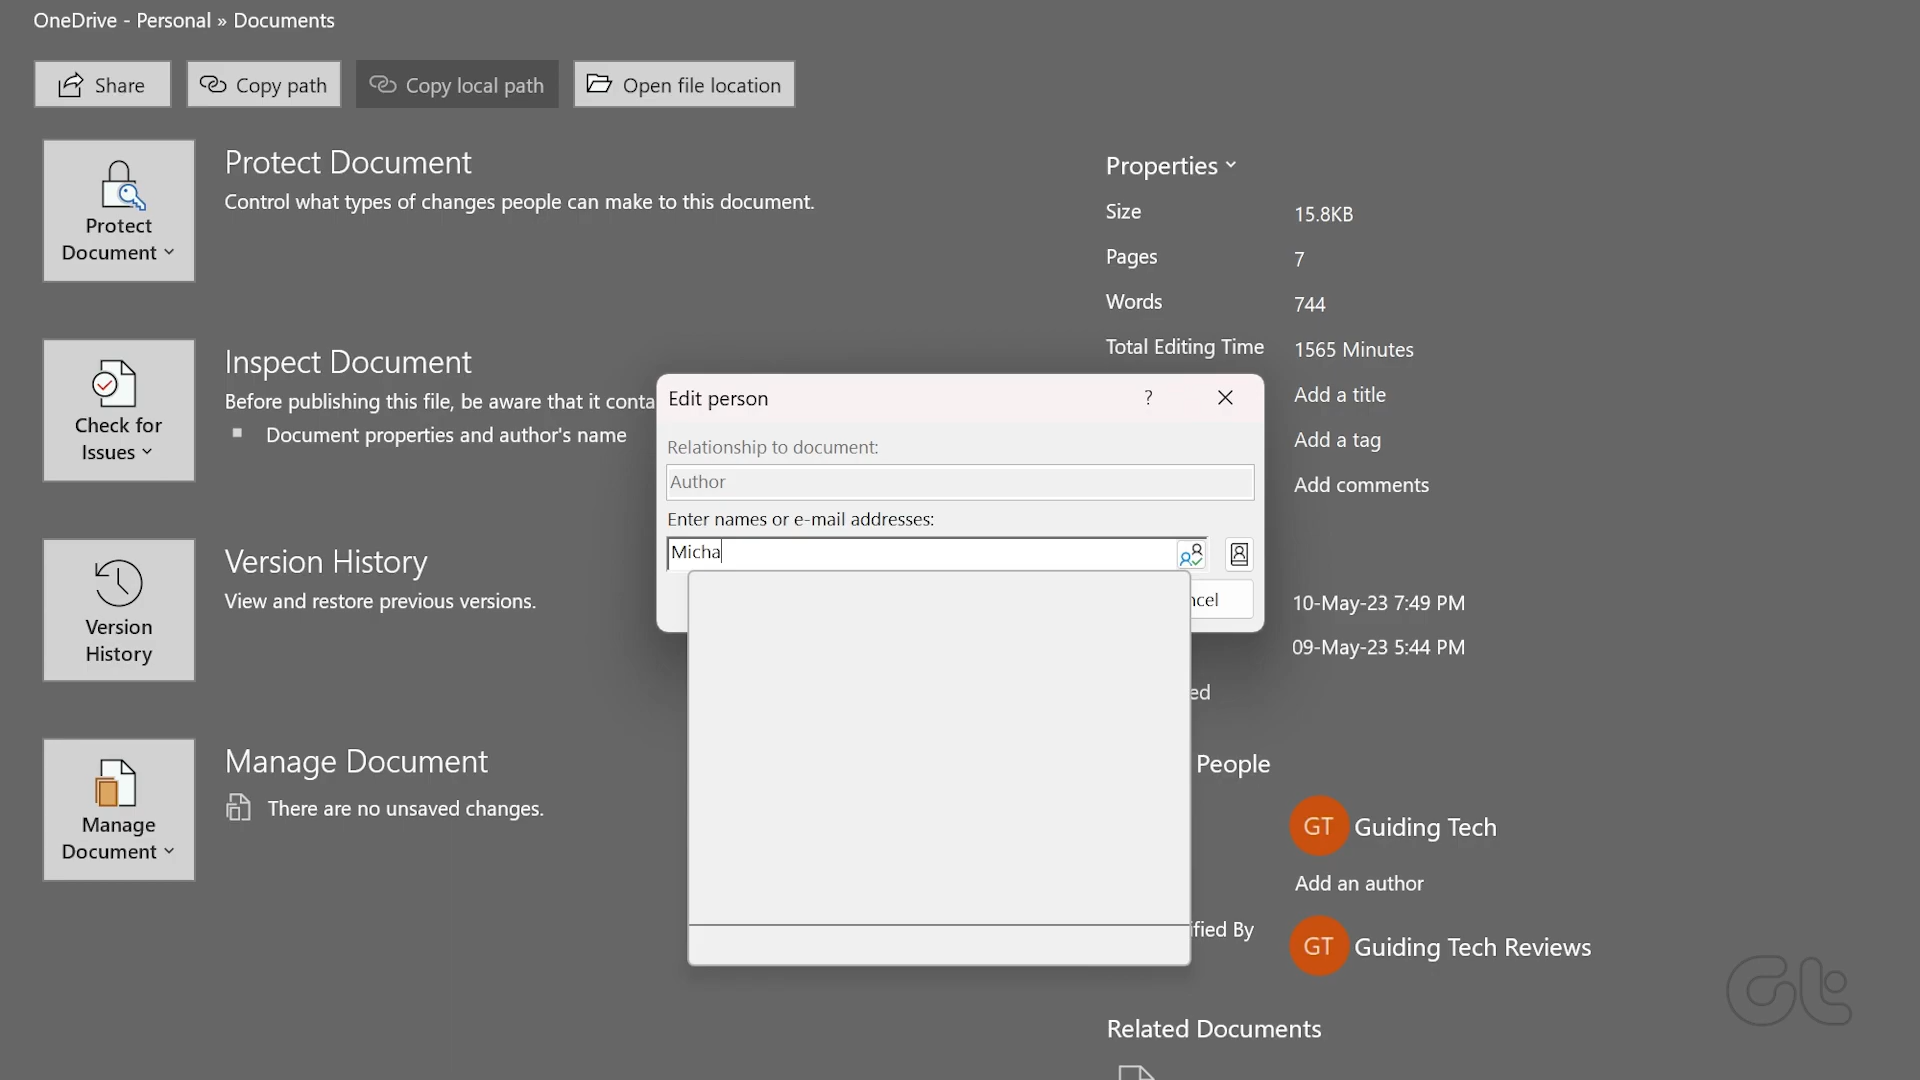 OneDrive - Personal » Documents
Share
Copy path
Copy local path
Open file location
Protect
Document
Protect Document
Control what types of changes people can make to this document.
Check for
Issues
Inspect Document
Before publishing this file, be aware that it conta
Document properties and author's name
Version
History
Version History
View and restore previous versions.
Manage
Document
Manage Document
There are no unsaved changes.
Edit person
?
Relationship to document:
Author
Enter names or e-mail addresses:
Micha
ncel
Properties
Size 15.8KB
Pages 7
Words 744
Total Editing Time 1565 Minutes
Add a title
Add a tag
Add comments
10-May-23 7:49 PM
09-May-23 5:44 PM
ed
People
GT Guiding Tech
Add an author
ified By GT Guiding Tech Reviews
Related Documents
Gt